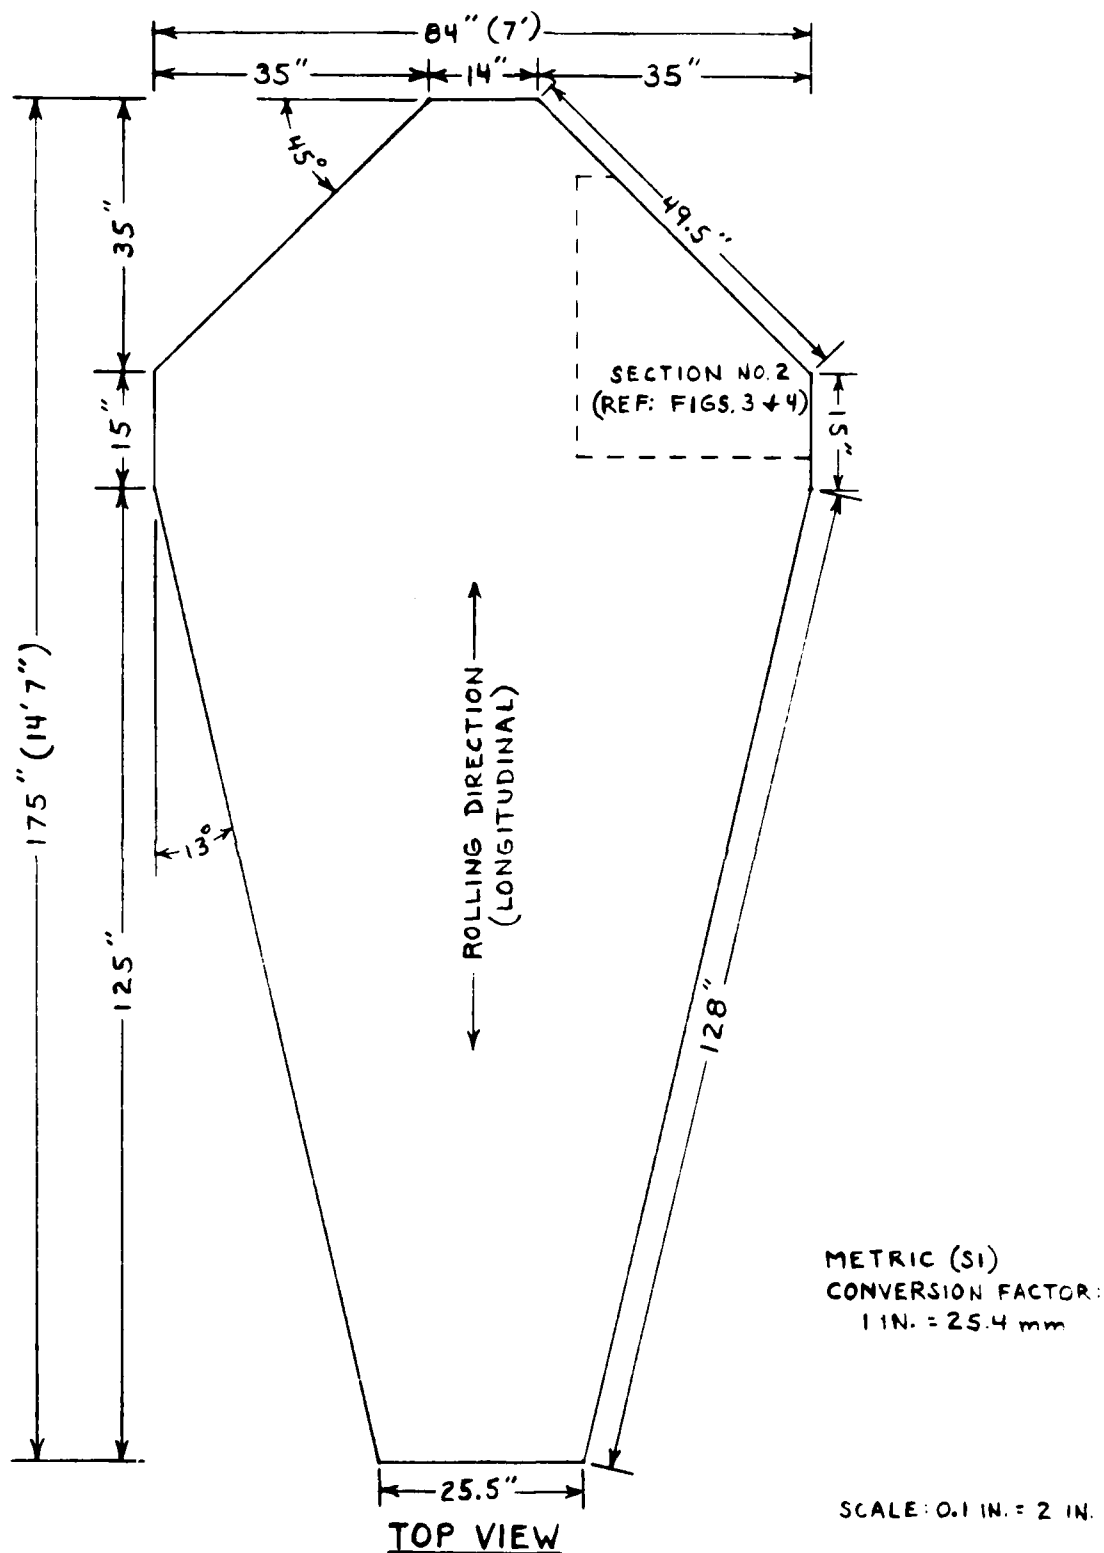 84" (7')
35"
14"
35"
45°
49.5"
35"
15"
SECTION NO. 2
(REF: FIGS. 3 & 4)
15"
175" (14' 7")
125"
13°
ROLLING DIRECTION
(LONGITUDINAL)
128"
METRIC (SI)
CONVERSION FACTOR:
1 IN. = 25.4 mm
25.5"
SCALE: 0.1 IN. = 2 IN.
TOP VIEW